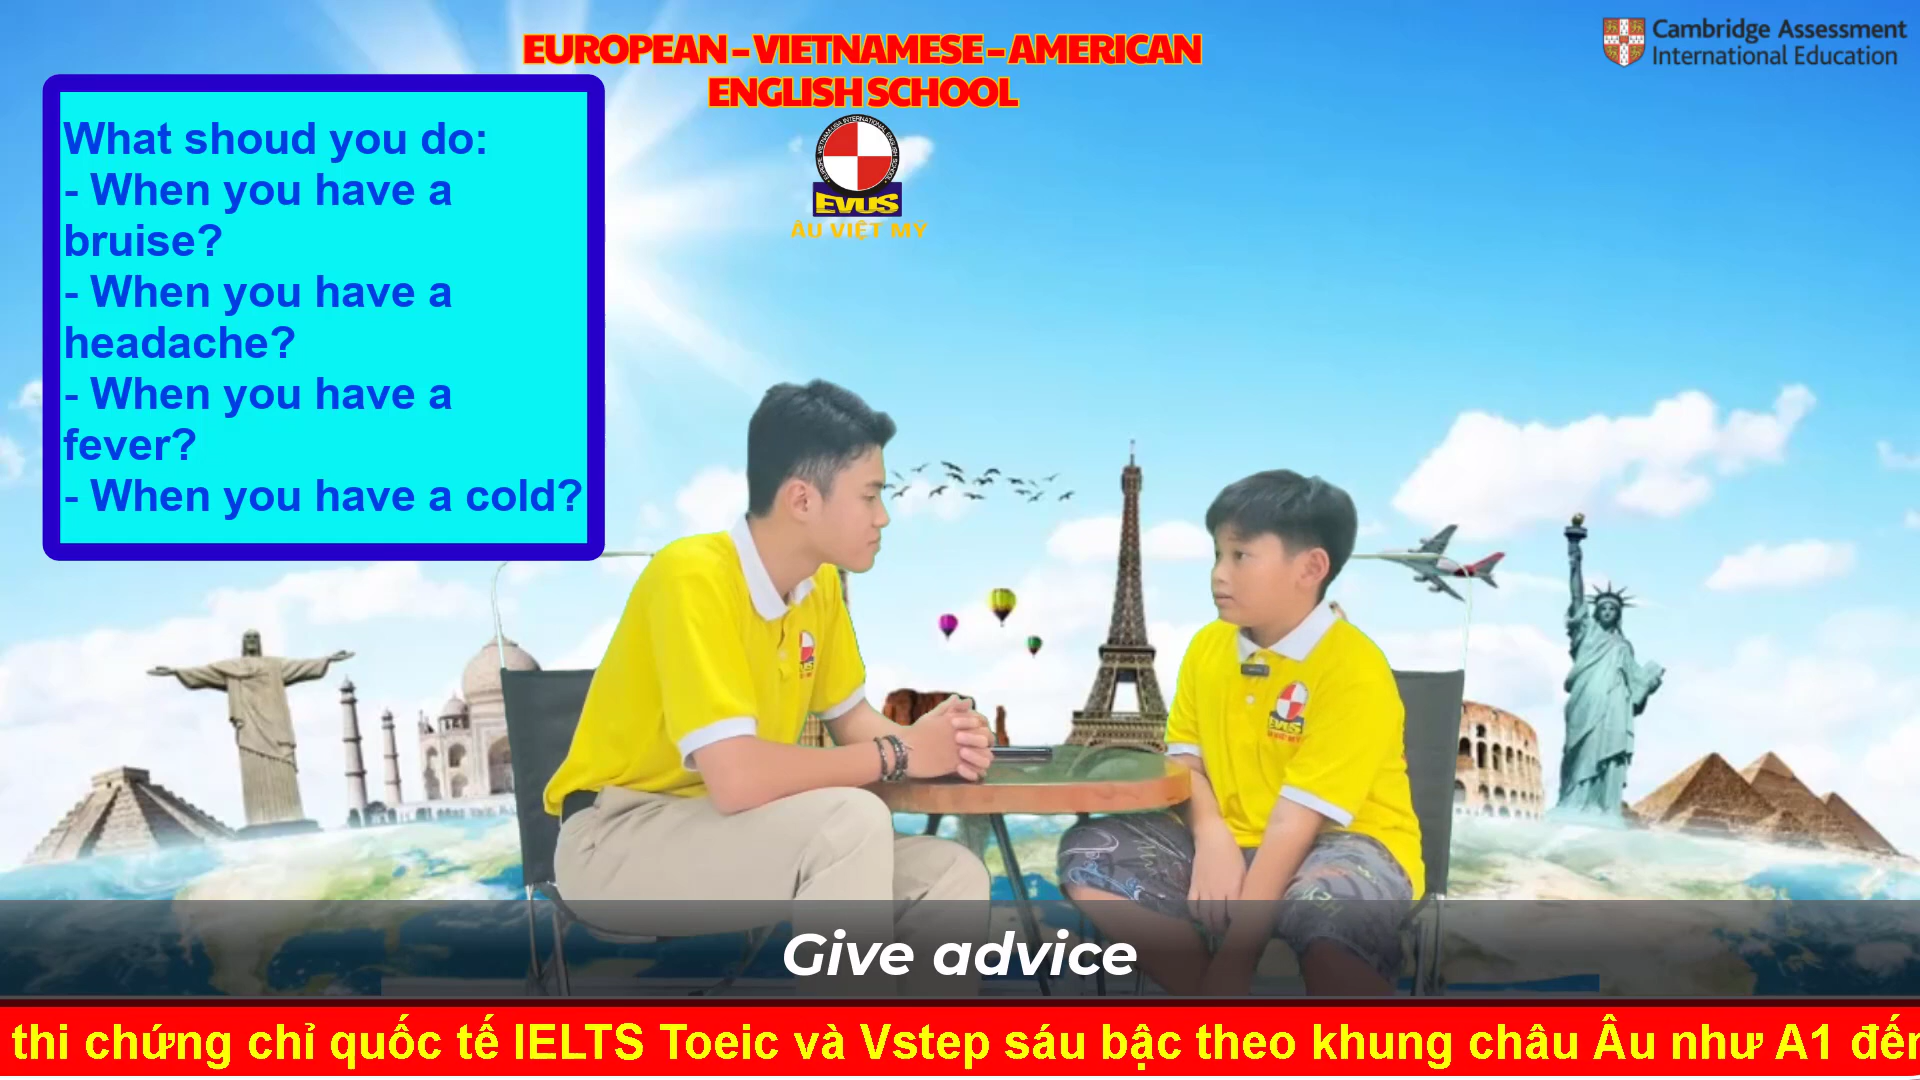 EUROPEAN - VIETNAMESE - AMERICAN
ENGLISH SCHOOL
Cambridge Assessment
International Education
What shoud you do:
- When you have a
bruise?
- When you have a
headache?
- When you have a
fever?
- When you have a cold?
EVUS
ÂU VIỆT MỸ
EVUS
Give advice
thi chứng chỉ quốc tế IELTS Toeic và Vstep sáu bậc theo khung châu Âu như A1 đến